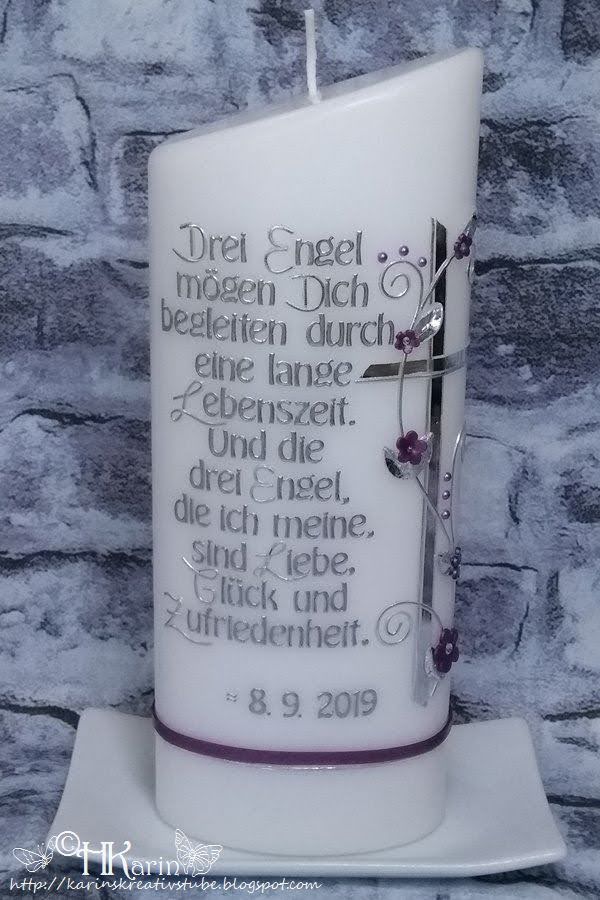 Drei Engel
mögen Dich
begleiten durch
eine lange
Lebenszeit.
Und die
drei Engel,
die ich meine,
sind Liebe,
Glück und
Zufriedenheit.
≈ 8. 9. 2019
©HKarin
http://karinskreativstube.blogspot.com